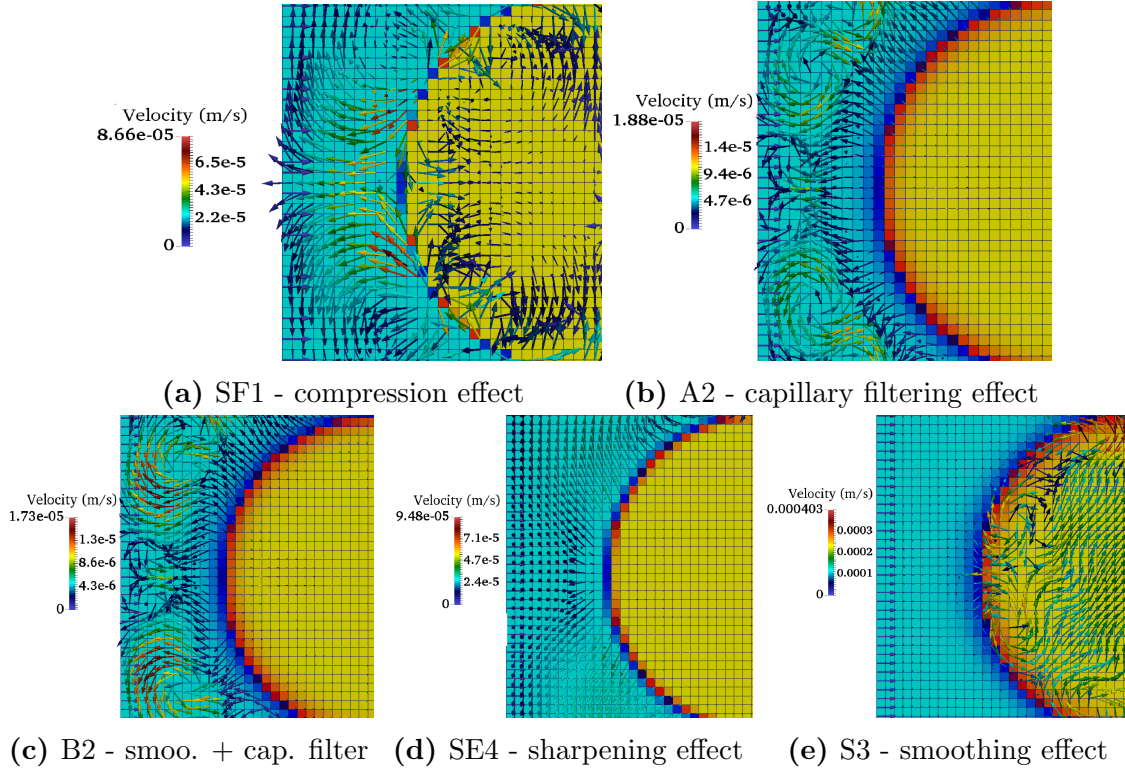 Velocity (m/s)
8.66e-05
6.5e-5
4.3e-5
2.2e-5
0
Velocity (m/s)
1.88e-05
1.4e-5
9.4e-6
4.7e-6
0
(a) SF1 - compression effect
(b) A2 - capillary filtering effect
Velocity (m/s)
1.73e-05
1.3e-5
8.6e-6
4.3e-6
0
Velocity (m/s)
9.48e-05
7.1e-5
4.7e-5
2.4e-5
0
Velocity (m/s)
0.000403
0.0003
0.0002
0.0001
0
(c) B2 - smoo. + cap. filter
(d) SE4 - sharpening effect
(e) S3 - smoothing effect